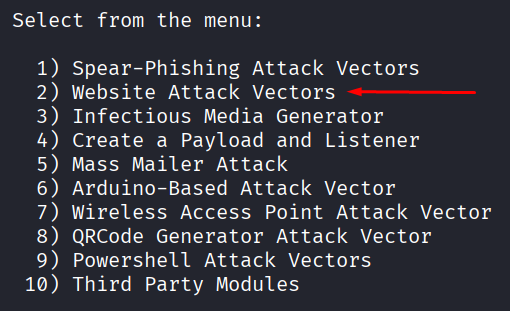 Select from the menu:
1) Spear-Phishing Attack Vectors
2) Website Attack Vectors
3) Infectious Media Generator
4) Create a Payload and Listener
5) Mass Mailer Attack
6) Arduino-Based Attack Vector
7) Wireless Access Point Attack Vector
8) QRCode Generator Attack Vector
9) Powershell Attack Vectors
10) Third Party Modules